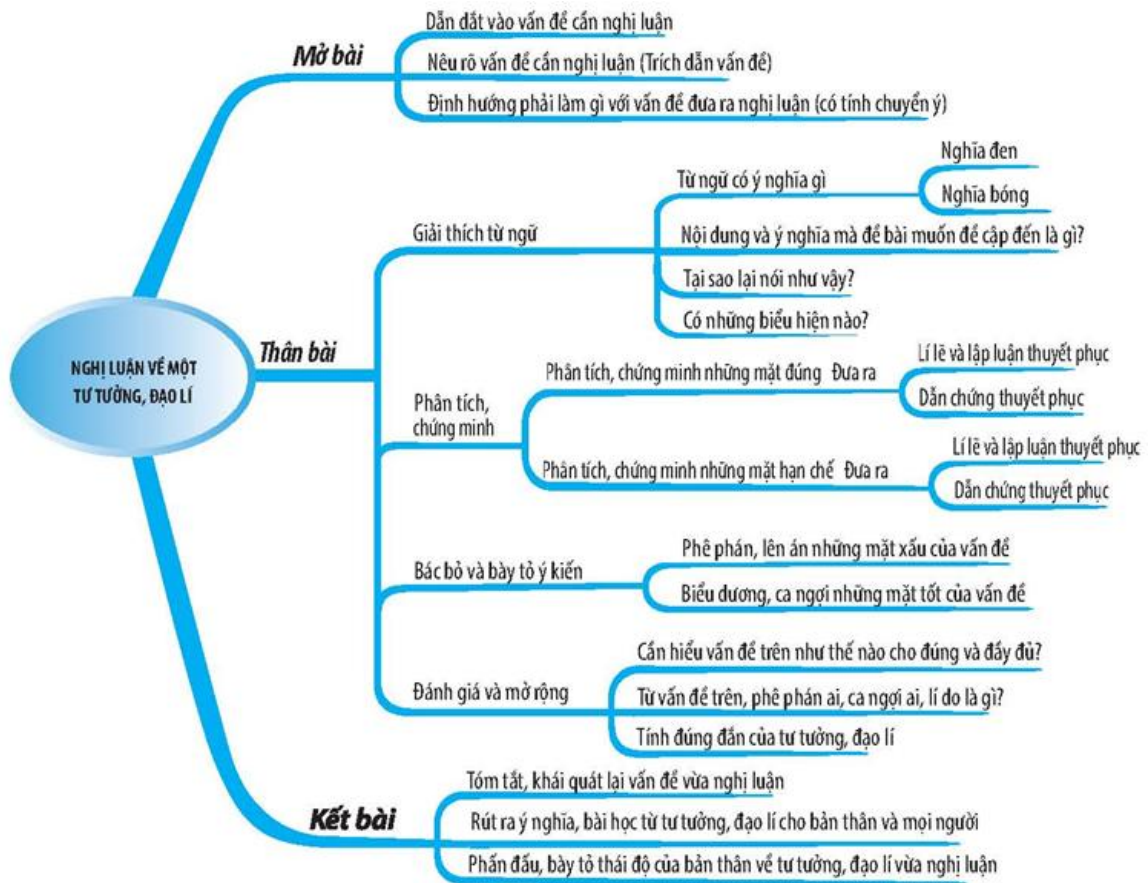 NGHỊ LUẬN VỀ MỘT
TƯ TƯỞNG, ĐẠO LÍ
Mở bài
Dẫn dắt vào vấn đề cần nghị luận
Nêu rõ vấn đề cần nghị luận (Trích dẫn vấn đề)
Định hướng phải làm gì với vấn đề đưa ra nghị luận (có tính chuyển ý)
Thân bài
Giải thích từ ngữ
Từ ngữ có ý nghĩa gì
Nghĩa đen
Nghĩa bóng
Nội dung và ý nghĩa mà đề bài muốn đề cập đến là gì?
Tại sao lại nói như vậy?
Có những biểu hiện nào?
Phân tích,
chứng minh
Phân tích, chứng minh những mặt đúng Đưa ra
Lí lẽ và lập luận thuyết phục
Dẫn chứng thuyết phục
Phân tích, chứng minh những mặt hạn chế Đưa ra
Lí lẽ và lập luận thuyết phục
Dẫn chứng thuyết phục
Bác bỏ và bày tỏ ý kiến
Phê phán, lên án những mặt xấu của vấn đề
Biểu dương, ca ngợi những mặt tốt của vấn đề
Đánh giá và mở rộng
Cần hiểu vấn đề trên như thế nào cho đúng và đầy đủ?
Từ vấn đề trên, phê phán ai, ca ngợi ai, lí do là gì?
Tính đúng đắn của tư tưởng, đạo lí
Kết bài
Tóm tắt, khái quát lại vấn đề vừa nghị luận
Rút ra ý nghĩa, bài học từ tư tưởng, đạo lí cho bản thân và mọi người
Phấn đấu, bày tỏ thái độ của bản thân về tư tưởng, đạo lí vừa nghị luận